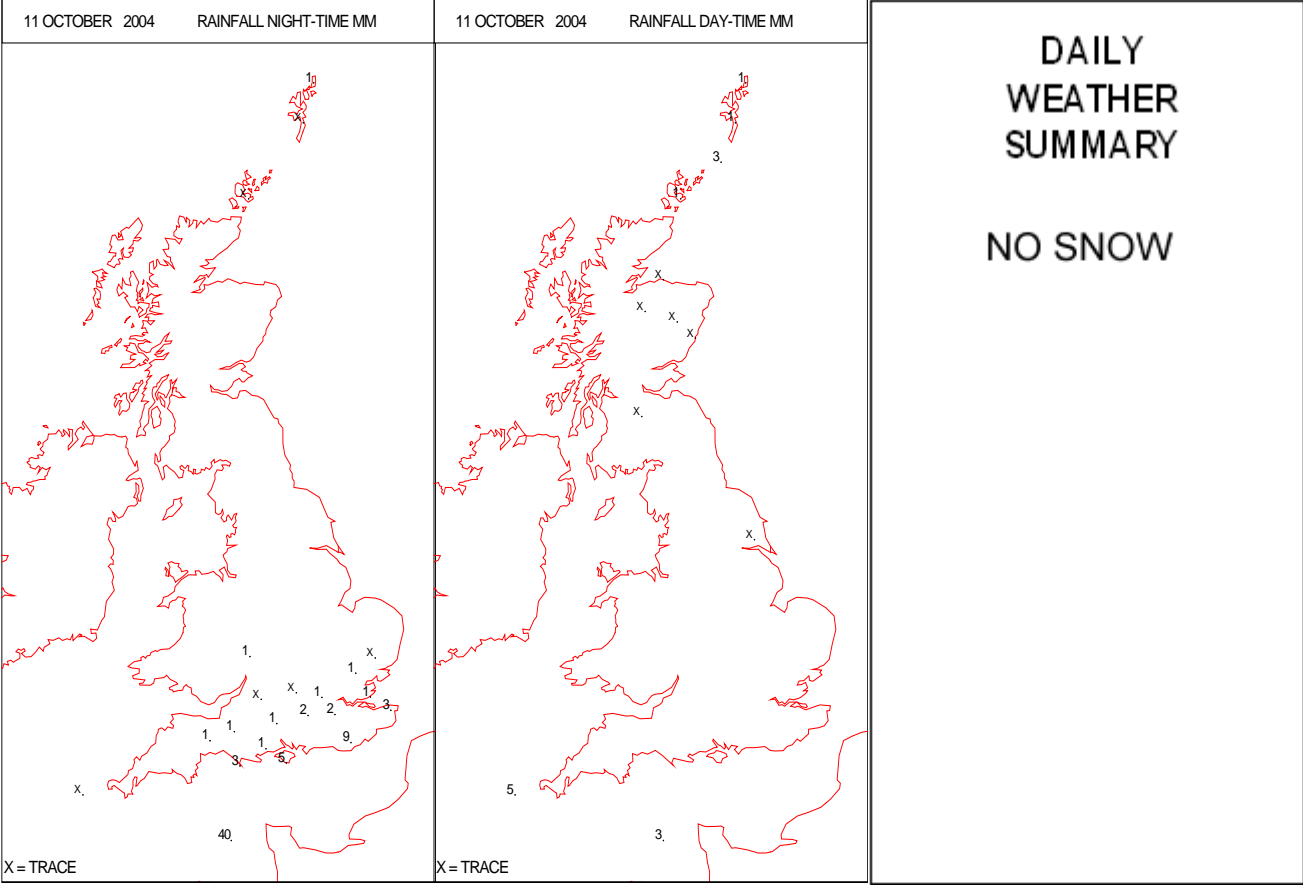 11 OCTOBER 2004 RAINFALL NIGHT-TIME MM
1
X
X
1.
X.
1.
X.
X.
1.
1.
3.
2.
2.
1.
1.
1.
1.
9.
3.
5.
X.
40.
X = TRACE
11 OCTOBER 2004 RAINFALL DAY-TIME MM
1
1
3.
1
X.
X.
X.
X.
X.
X.
5.
3.
X = TRACE
DAILY
WEATHER
SUMMARY
NO SNOW